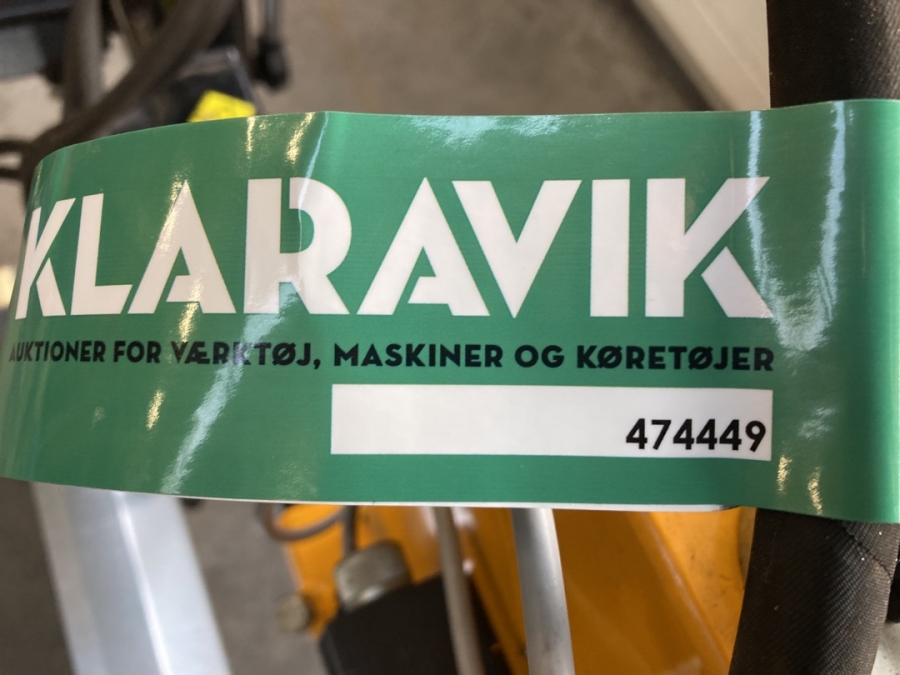 KLARAVIK
AUKTIONER FOR VÆRKTØJ, MASKINER OG KØRETØJER
474449